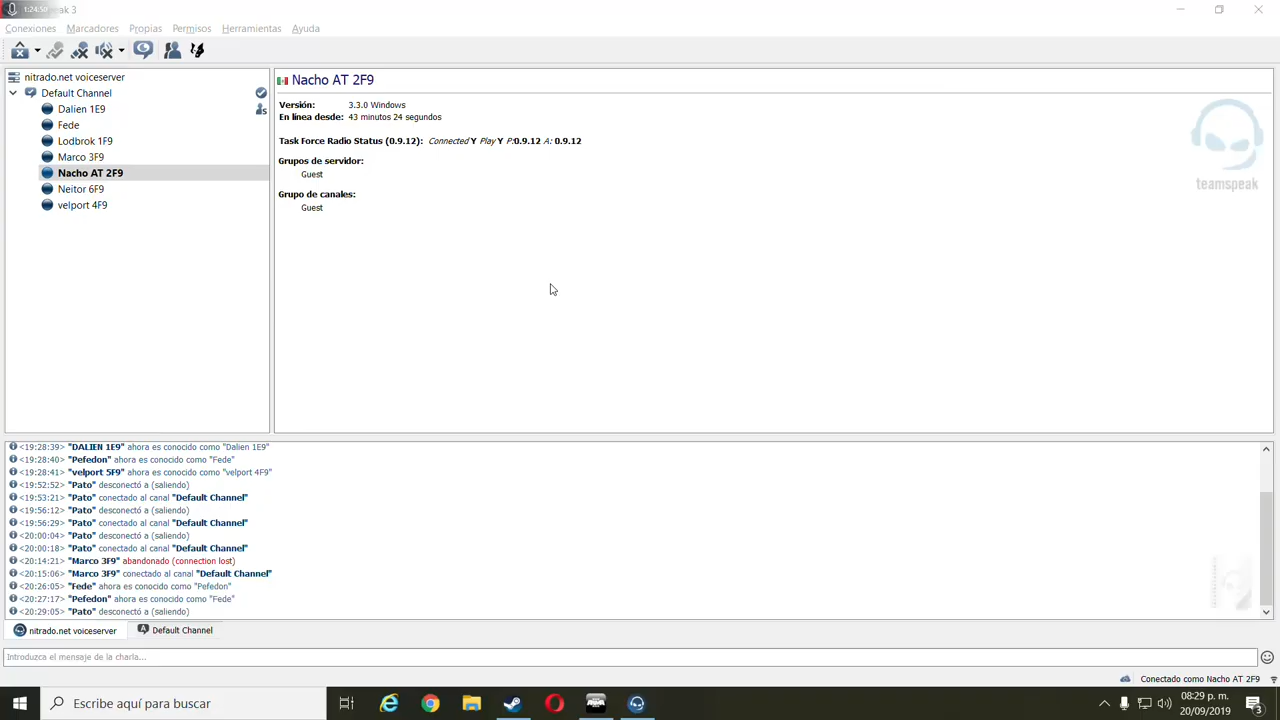 1:24:50 eak 3
Conexiones Marcadores Propias Permisos Herramientas Ayuda
nitrado.net voiceserver
Default Channel
Dalien 1E9
Fede
Lodbrok 1F9
Marco 3F9
Nacho AT 2F9
Neitor 6F9
velport 4F9
Nacho AT 2F9
Versión: 3.3.0 Windows
En línea desde: 43 minutos 24 segundos
Task Force Radio Status (0.9.12): Connected Y Play Y P:0.9.12 A: 0.9.12
Grupos de servidor:
Guest
Grupo de canales:
Guest
teamspeak
<19:28:39> "DALIEN 1E9" ahora es conocido como "Dalien 1E9"
<19:28:40> "Pefedon" ahora es conocido como "Fede"
<19:28:41> "velport 5F9" ahora es conocido como "velport 4F9"
<19:52:52> "Pato" desconectó a (saliendo)
<19:53:21> "Pato" conectado al canal "Default Channel"
<19:56:12> "Pato" desconectó a (saliendo)
<19:56:29> "Pato" conectado al canal "Default Channel"
<20:00:04> "Pato" desconectó a (saliendo)
<20:00:18> "Pato" conectado al canal "Default Channel"
<20:14:21> "Marco 3F9" abandonado (connection lost)
<20:15:06> "Marco 3F9" conectado al canal "Default Channel"
<20:26:05> "Fede" ahora es conocido como "Pefedon"
<20:27:17> "Pefedon" ahora es conocido como "Fede"
<20:29:05> "Pato" desconectó a (saliendo)
nitrado.net voiceserver Default Channel
Introduzca el mensaje de la charla...
Conectado como Nacho AT 2F9
Escribe aquí para buscar
08:29 p. m.
20/09/2019
3